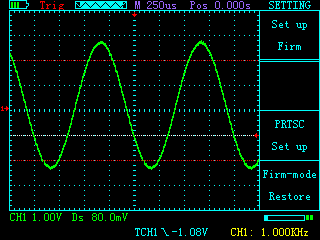 Trig M 250us Pos 0.000s SETTING
Set up
Firm
PRTSC
Set up
Firm-mode
Restore
CH1 1.00V Ds 80.0mV
TCH1\-1.08V CH1: 1.000KHz